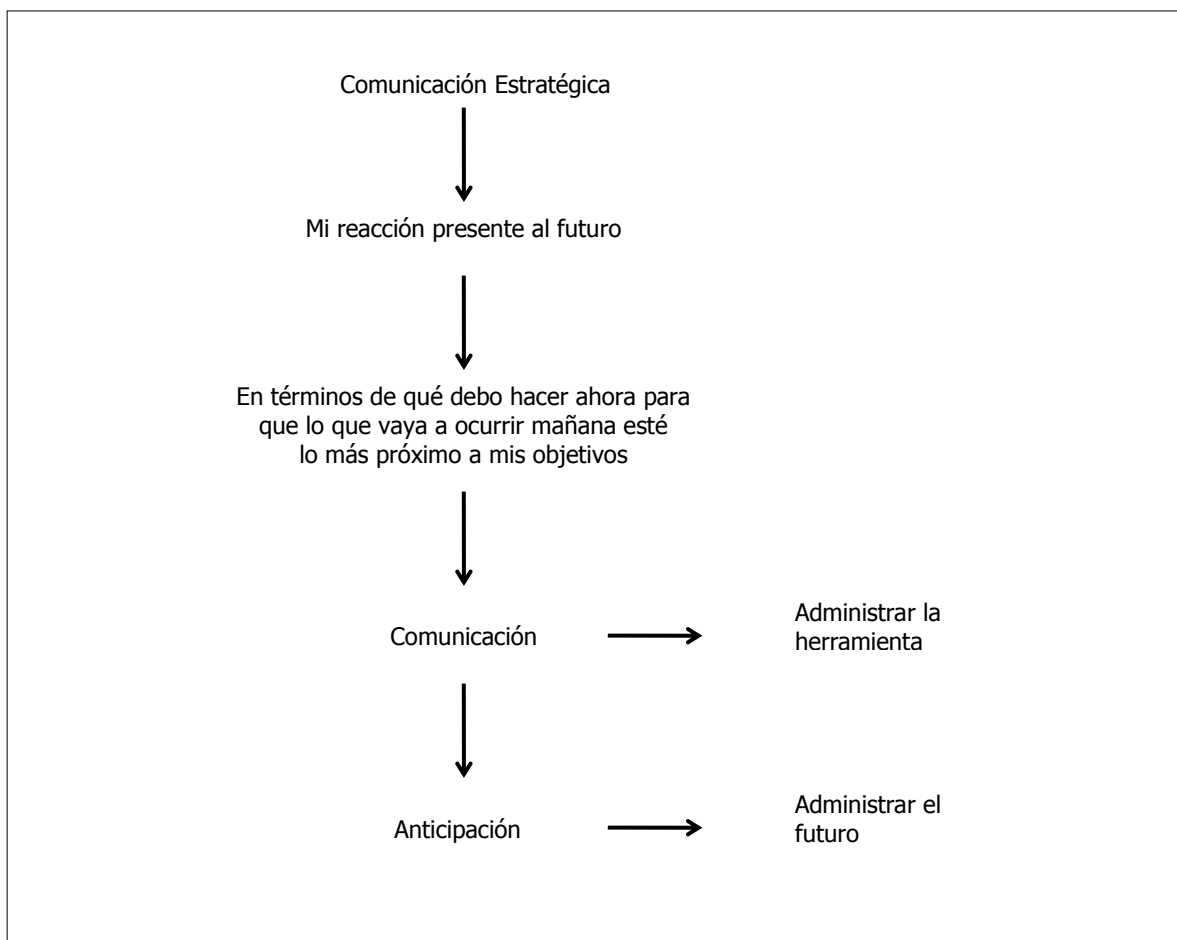 Comunicación Estratégica
Mi reacción presente al futuro
En términos de qué debo hacer ahora para
que lo que vaya a ocurrir mañana esté
lo más próximo a mis objetivos
Comunicación
Administrar la
herramienta
Anticipación
Administrar el
futuro